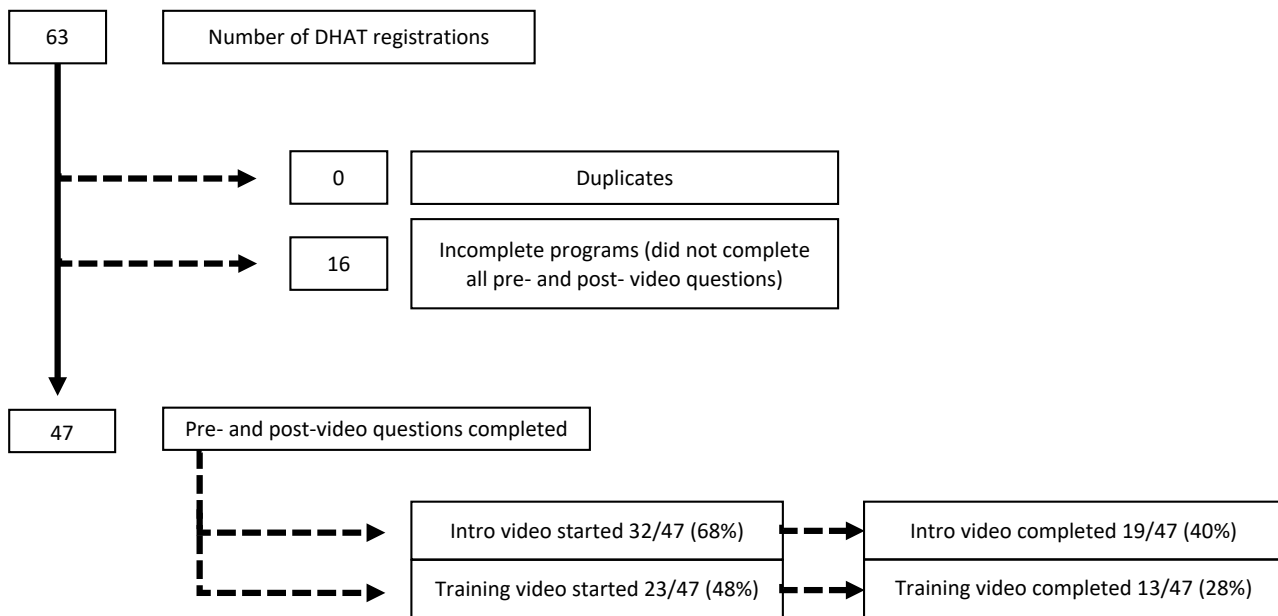 63
Number of DHAT registrations
0
Duplicates
16
Incomplete programs (did not complete
all pre- and post- video questions)
47
Pre- and post-video questions completed
Intro video started 32/47 (68%)
Intro video completed 19/47 (40%)
Training video started 23/47 (48%)
Training video completed 13/47 (28%)